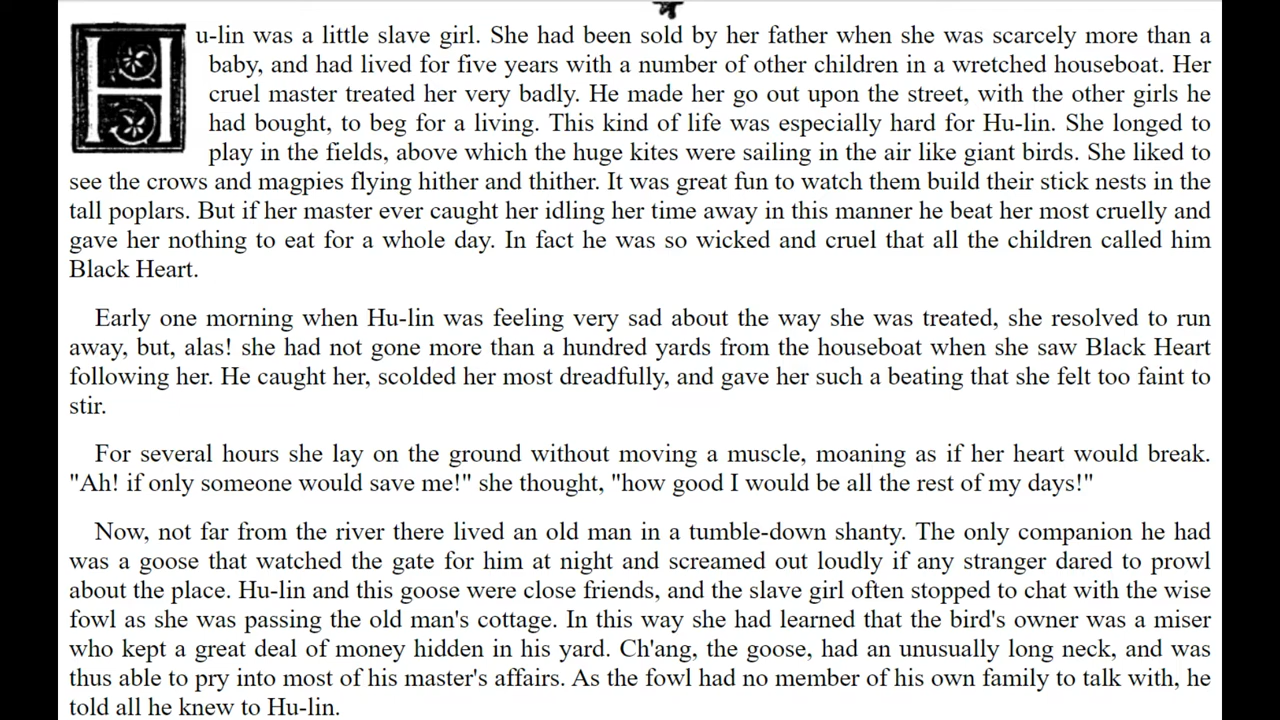 Hu-lin was a little slave girl. She had been sold by her father when she was scarcely more than a
baby, and had lived for five years with a number of other children in a wretched houseboat. Her
cruel master treated her very badly. He made her go out upon the street, with the other girls he
had bought, to beg for a living. This kind of life was especially hard for Hu-lin. She longed to
play in the fields, above which the huge kites were sailing in the air like giant birds. She liked to
see the crows and magpies flying hither and thither. It was great fun to watch them build their stick nests in the
tall poplars. But if her master ever caught her idling her time away in this manner he beat her most cruelly and
gave her nothing to eat for a whole day. In fact he was so wicked and cruel that all the children called him
Black Heart.
Early one morning when Hu-lin was feeling very sad about the way she was treated, she resolved to run
away, but, alas! she had not gone more than a hundred yards from the houseboat when she saw Black Heart
following her. He caught her, scolded her most dreadfully, and gave her such a beating that she felt too faint to
stir.
For several hours she lay on the ground without moving a muscle, moaning as if her heart would break.
"Ah! if only someone would save me!" she thought, "how good I would be all the rest of my days!"
Now, not far from the river there lived an old man in a tumble-down shanty. The only companion he had
was a goose that watched the gate for him at night and screamed out loudly if any stranger dared to prowl
about the place. Hu-lin and this goose were close friends, and the slave girl often stopped to chat with the wise
fowl as she was passing the old man's cottage. In this way she had learned that the bird's owner was a miser
who kept a great deal of money hidden in his yard. Ch'ang, the goose, had an unusually long neck, and was
thus able to pry into most of his master's affairs. As the fowl had no member of his own family to talk with, he
told all he knew to Hu-lin.